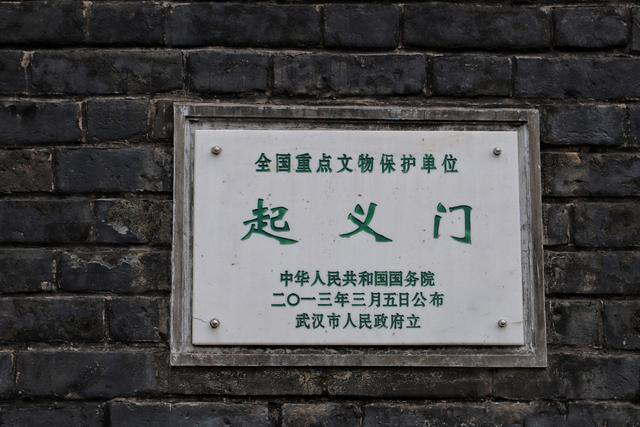 全国重点文物保护单位
起义门
中华人民共和国国务院
二〇一三年三月五日公布
武汉市人民政府立